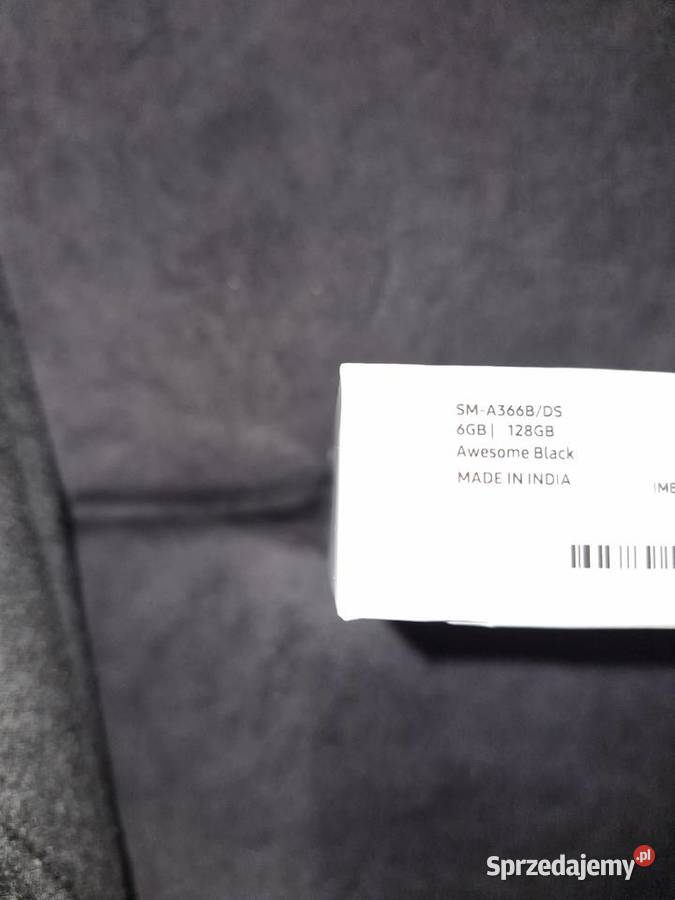 SM-A366B/DS
6GB| 128GB
Awesome Black
MADE IN INDIA
Sprzedajemy.pl